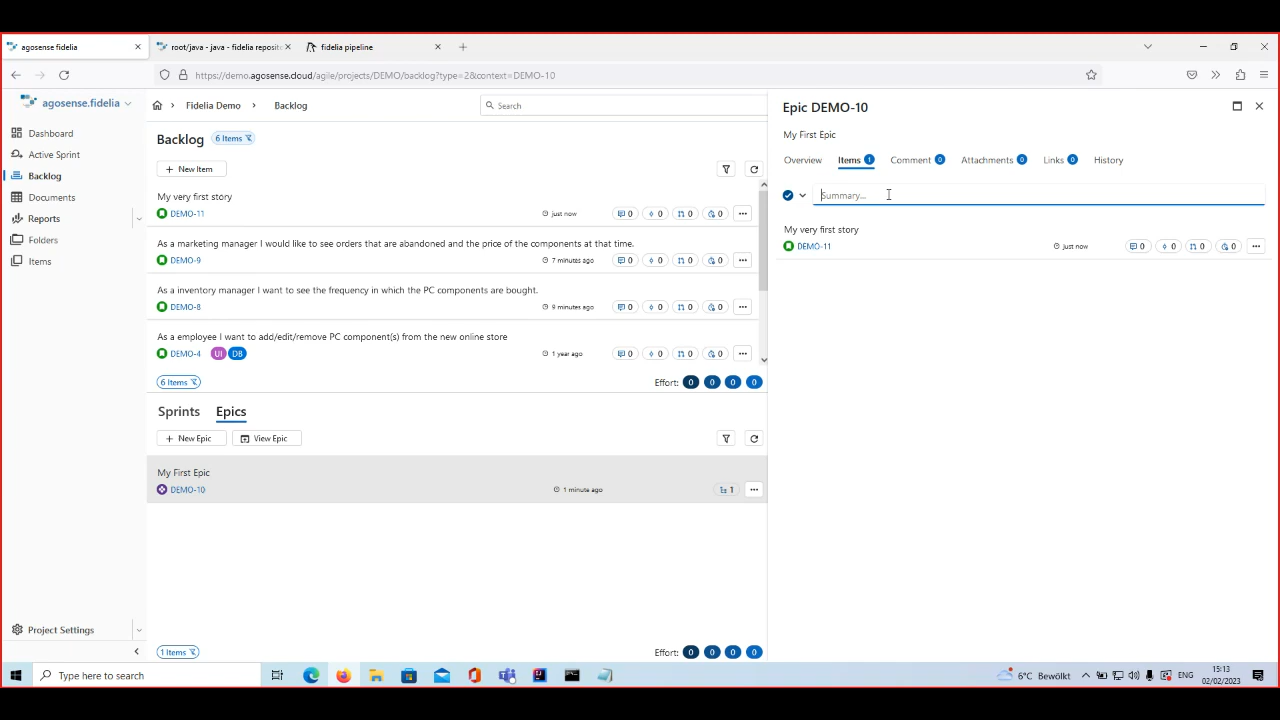 agosense fidelia
root/java - java - fidelia reposite
fidelia pipeline
https://demo.agosense.cloud/agile/projects/DEMO/backlog?type=2&context=DEMO-10
agosense.fidelia
Fidelia Demo
Backlog
Search
Dashboard
Active Sprint
Backlog
Documents
Reports
Folders
Items
Project Settings
Backlog
6 Items
New Item
My very first story
DEMO-11
just now
0 0 0 0
As a marketing manager I would like to see orders that are abandoned and the price of the components at that time.
DEMO-9
7 minutes ago
0 0 0 0
As a inventory manager I want to see the frequency in which the PC components are bought.
DEMO-8
9 minutes ago
0 0 0 0
As a employee I want to add/edit/remove PC component(s) from the new online store
DEMO-4 UI DB
1 year ago
0 0 0 0
6 Items
Effort: 0 0 0 0
Sprints
Epics
New Epic
View Epic
My First Epic
DEMO-10
1 minute ago
1
1 Items
Effort: 0 0 0 0
Epic DEMO-10
My First Epic
Overview
Items 1
Comment 0
Attachments 0
Links 0
History
Summary...
My very first story
DEMO-11
just now
0 0 0 0
Type here to search
6°C Bewölkt
ENG
15:13
02/02/2023